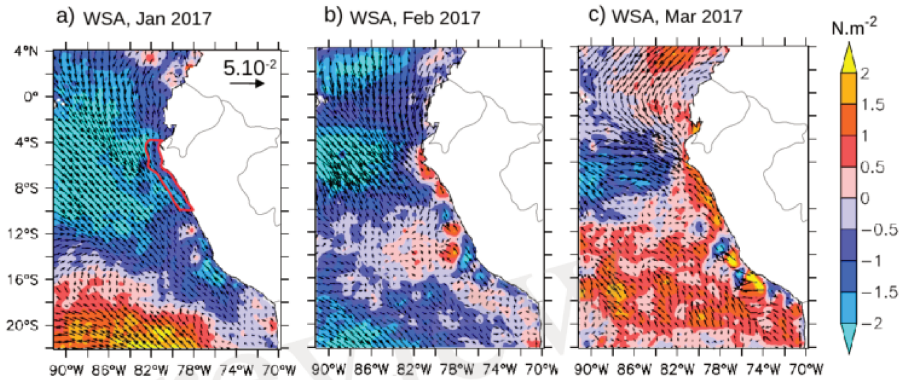 a) WSA, Jan 2017
b) WSA, Feb 2017
c) WSA, Mar 2017
N.m-2
5.10-2
4°N
0°
4°S
8°S
12°S
16°S
20°S
90°W 86°W 82°W 78°W 74°W 70°W
90°W 86°W 82°W 78°W 74°W 70°W
90°W 86°W 82°W 78°W 74°W 70°W
2
1.5
1
0.5
0
−0.5
−1
−1.5
−2